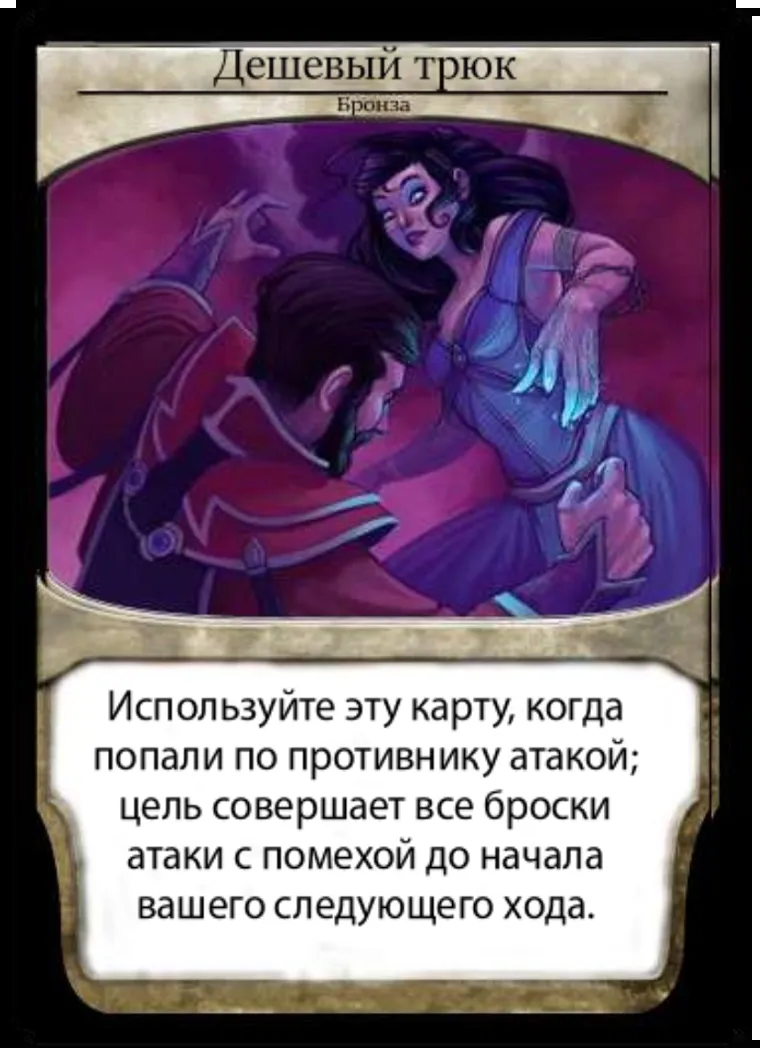 Дешевый трюк
Бронза
Используйте эту карту, когда
попали по противнику атакой;
цель совершает все броски
атаки с помехой до начала
вашего следующего хода.